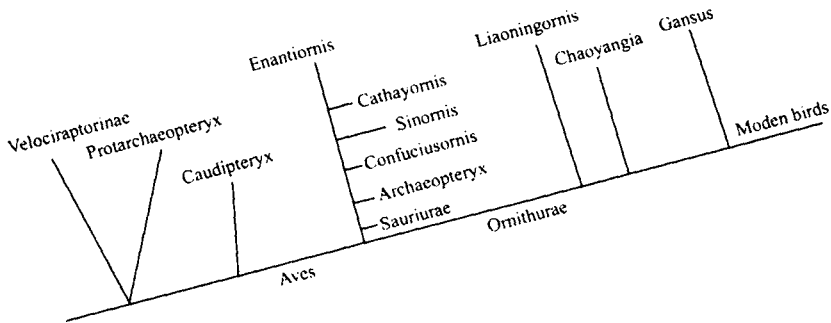 Velociraptorinae
Protarchaeopteryx
Caudipteryx
Enantiornis
Cathayornis
Sinornis
Confuciusornis
Archaeopteryx
Sauriurae
Aves
Ornithurae
Liaoningornis
Chaoyangia
Gansus
Moden birds